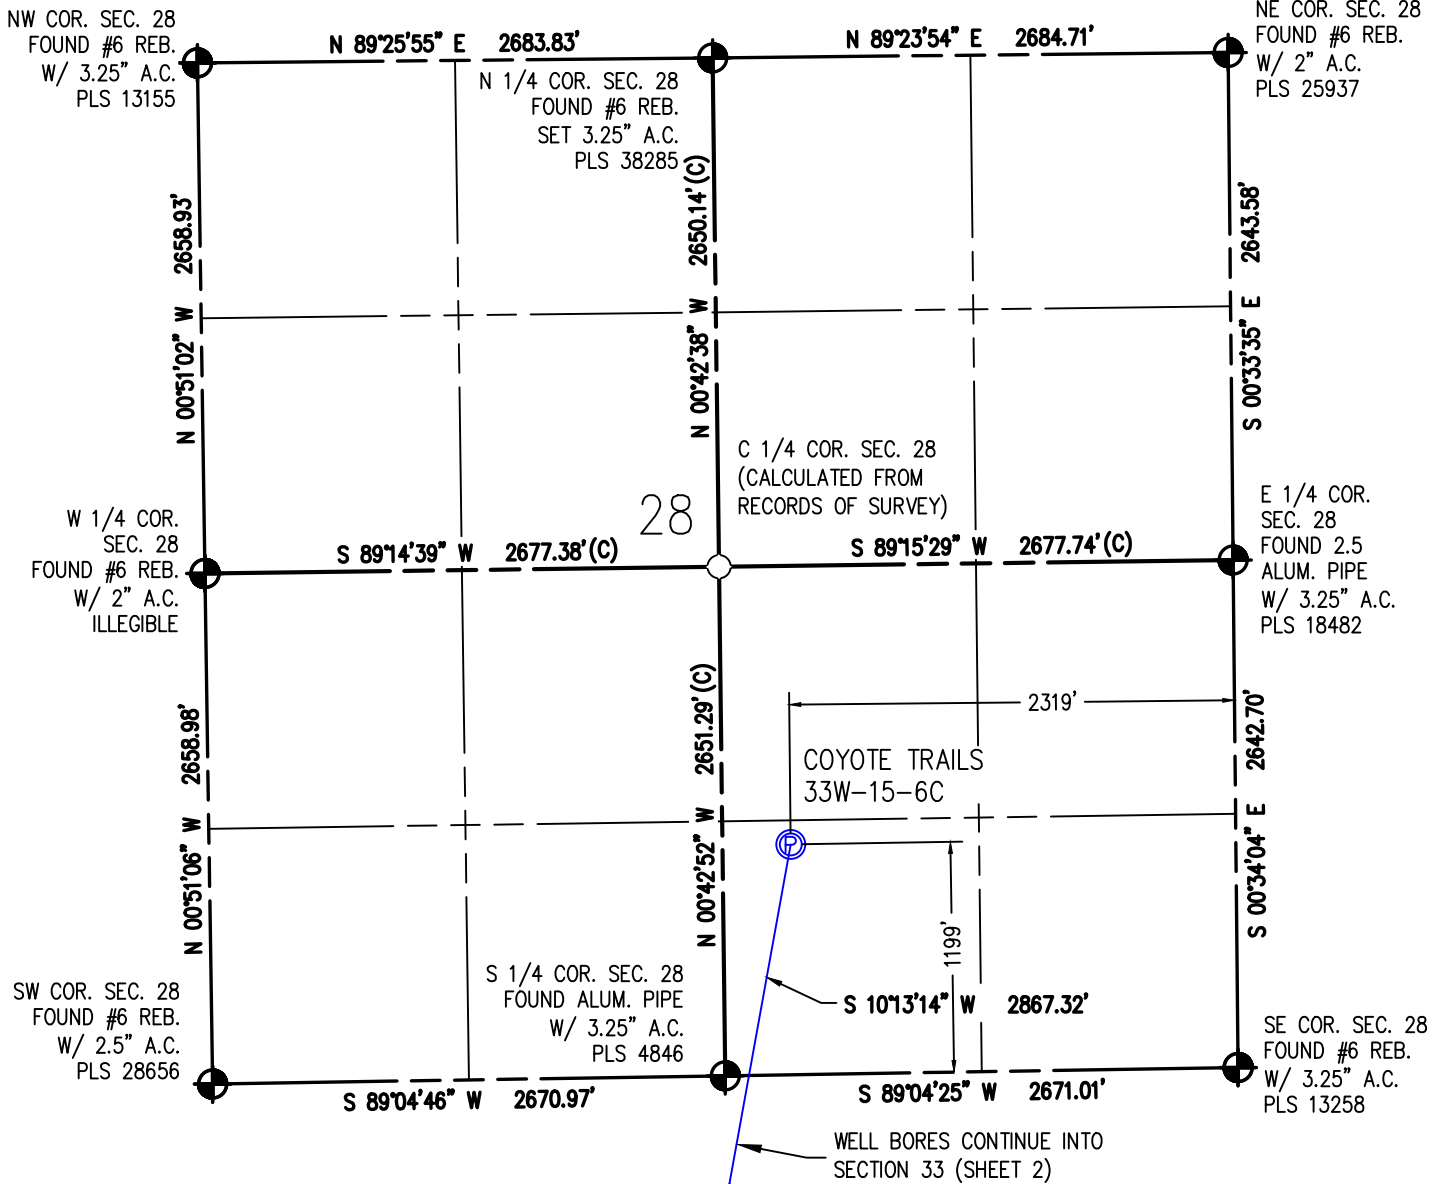 NW COR. SEC. 28
FOUND #6 REB.
W/ 3.25" A.C.
PLS 13155
N 89°25'55" E 2683.83'
N 1/4 COR. SEC. 28
FOUND #6 REB.
SET 3.25" A.C.
PLS 38285
N 89°23'54" E 2684.71'
NE COR. SEC. 28
FOUND #6 REB.
W/ 2" A.C.
PLS 25937
N 00°51'02" W 2658.93'
N 00°42'38" W 2650.14'(C)
S 00°33'35" E 2643.58'
C 1/4 COR. SEC. 28
(CALCULATED FROM
RECORDS OF SURVEY)
28
W 1/4 COR.
SEC. 28
FOUND #6 REB.
W/ 2" A.C.
ILLEGIBLE
S 89°14'39" W 2677.38'(C)
S 89°15'29" W 2677.74'(C)
E 1/4 COR.
SEC. 28
FOUND 2.5
ALUM. PIPE
W/ 3.25" A.C.
PLS 18482
N 00°51'06" W 2658.98'
N 00°42'52" W 2651.29'(C)
2319'
COYOTE TRAILS
33W-15-6C
P
1199'
S 00°34'04" E 2642.70'
S 10°13'14" W 2867.32'
SW COR. SEC. 28
FOUND #6 REB.
W/ 2.5" A.C.
PLS 28656
S 1/4 COR. SEC. 28
FOUND ALUM. PIPE
W/ 3.25" A.C.
PLS 4846
SE COR. SEC. 28
FOUND #6 REB.
W/ 3.25" A.C.
PLS 13258
S 89°04'46" W 2670.97'
S 89°04'25" W 2671.01'
WELL BORES CONTINUE INTO
SECTION 33 (SHEET 2)